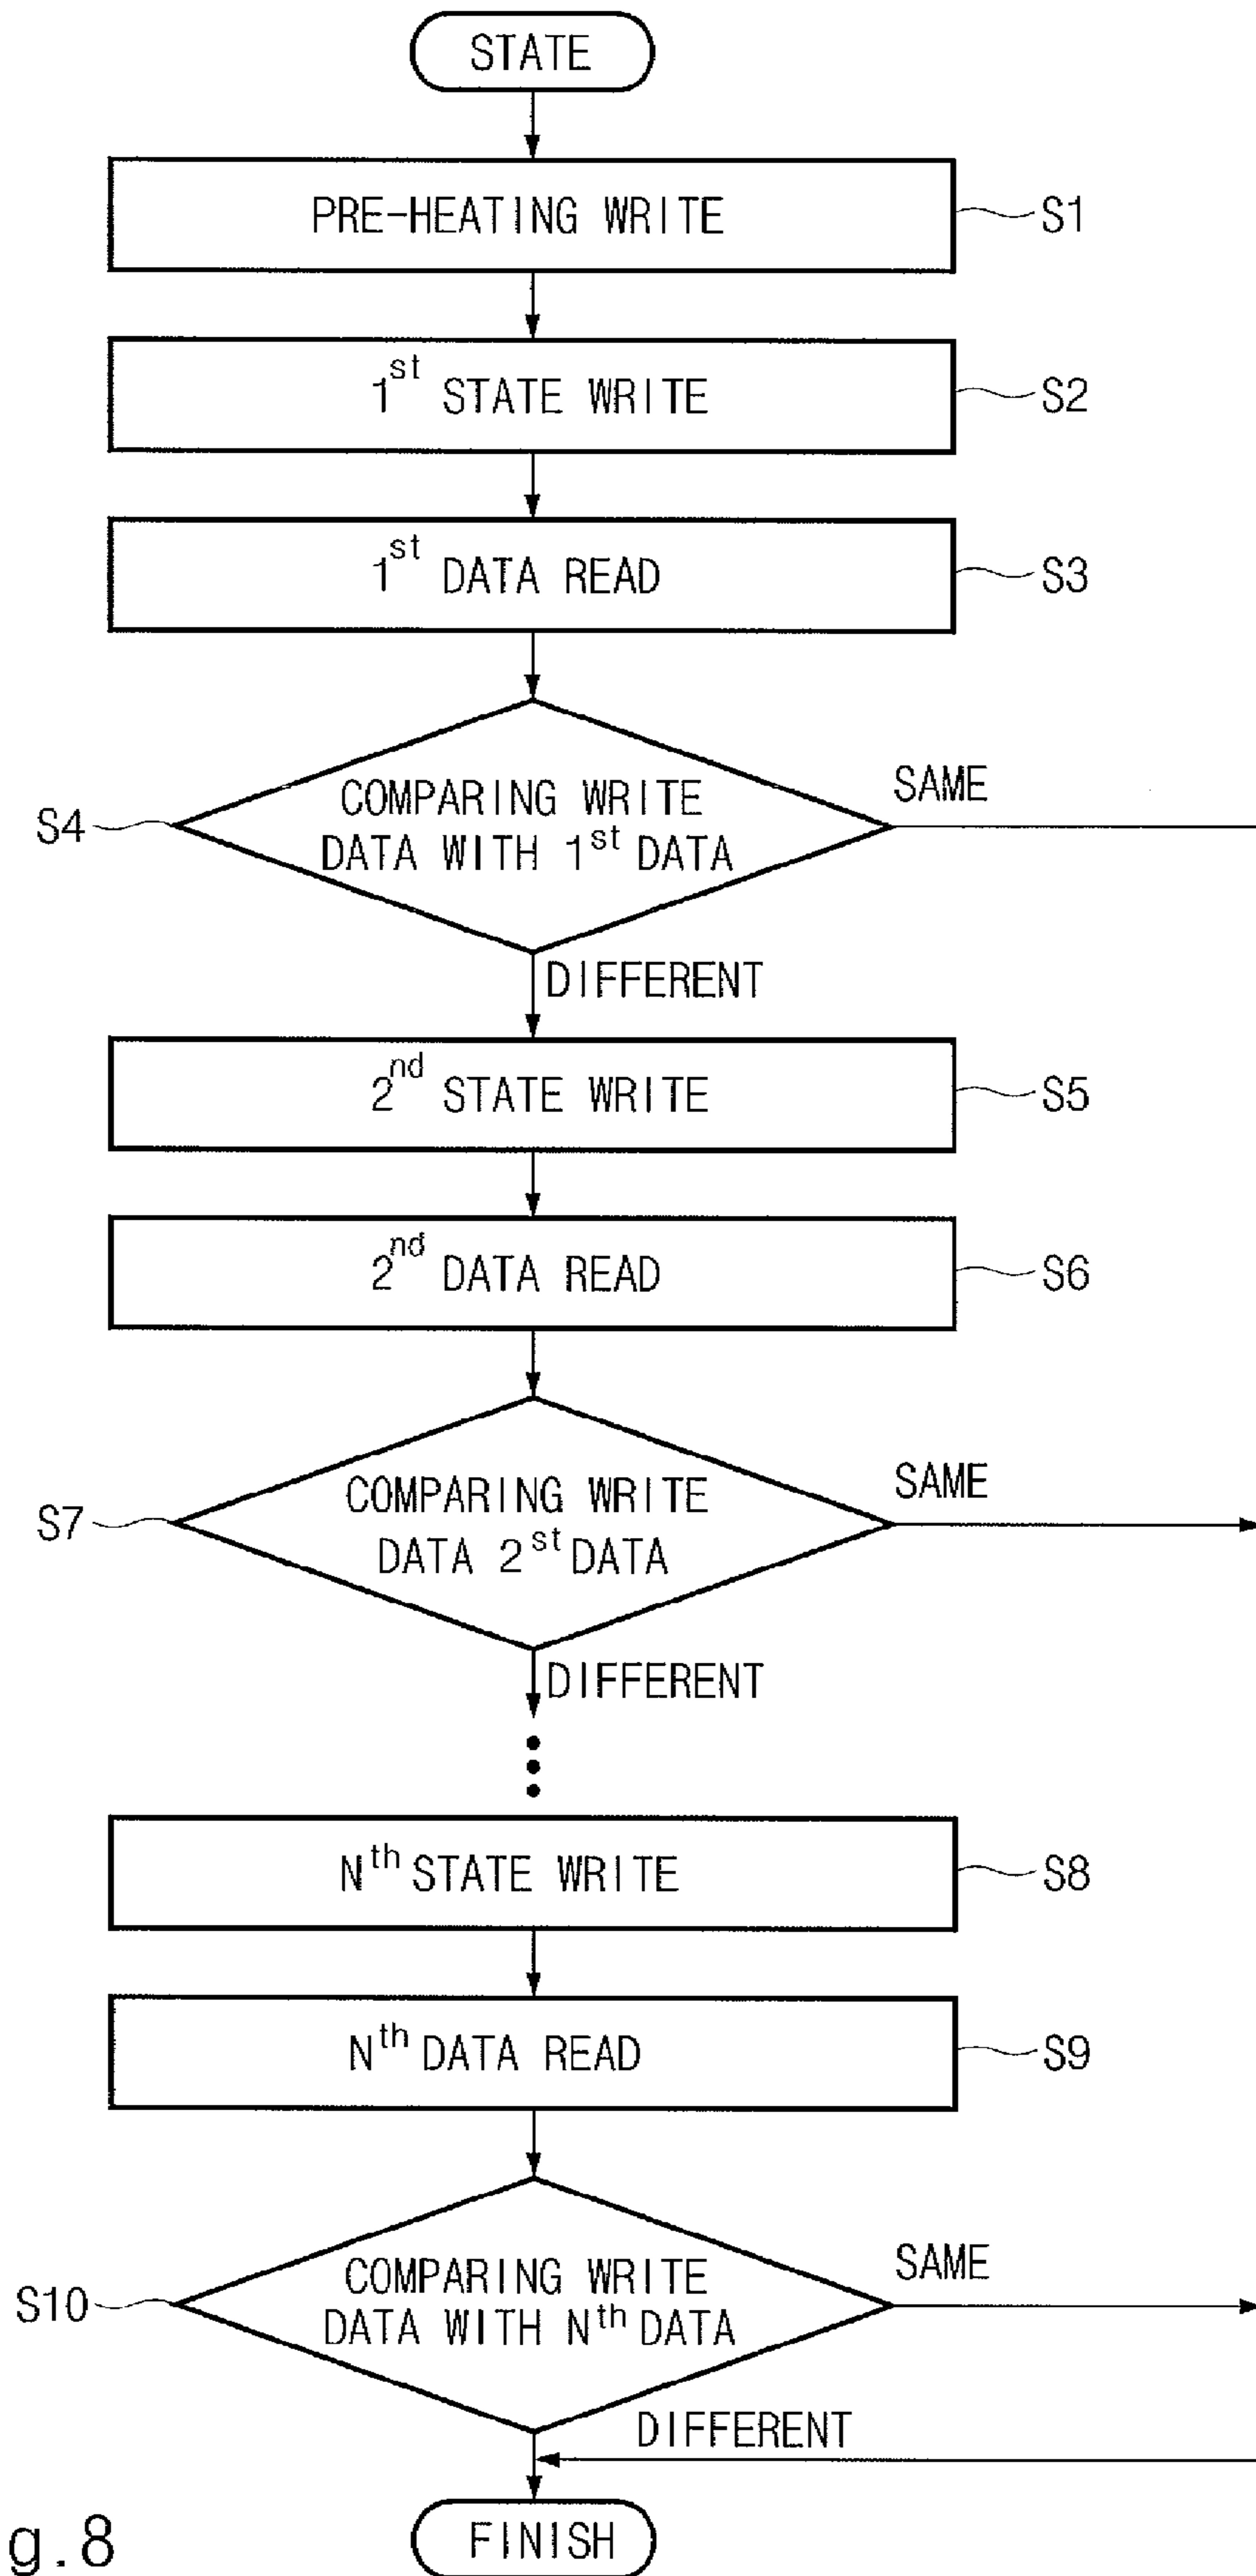 STATE
PRE-HEATING WRITE
S1
1st STATE WRITE
S2
1st DATA READ
S3
COMPARING WRITE
DATA WITH 1st DATA
S4
SAME
DIFFERENT
2nd STATE WRITE
S5
2nd DATA READ
S6
COMPARING WRITE
DATA 2st DATA
S7
SAME
DIFFERENT
Nth STATE WRITE
S8
Nth DATA READ
S9
COMPARING WRITE
DATA WITH Nth DATA
S10
SAME
DIFFERENT
FINISH
g.8